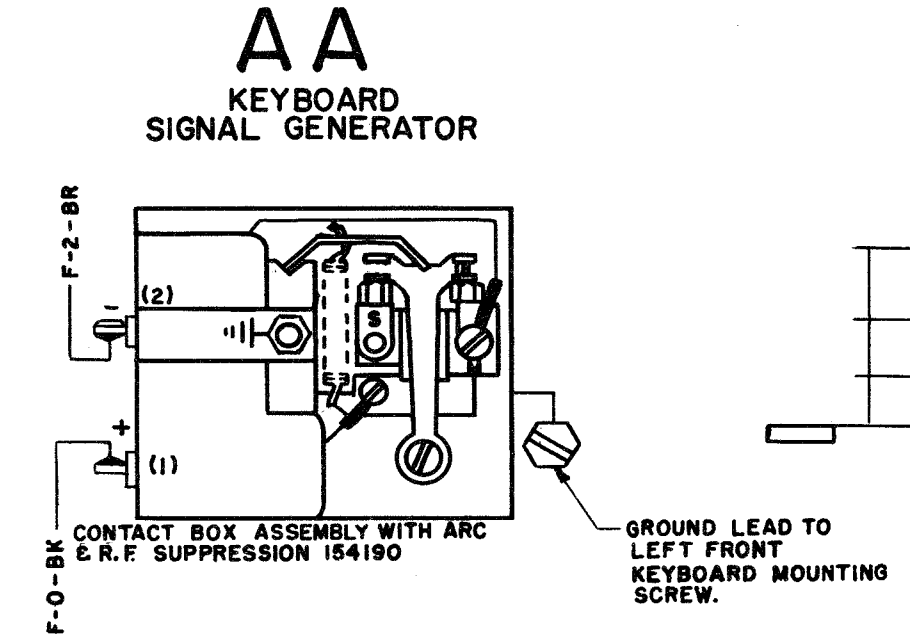 AA
KEYBOARD
SIGNAL GENERATOR
F-2-BR
(2)
-
S
+
(1)
F-0-BK
CONTACT BOX ASSEMBLY WITH ARC
& R.F. SUPPRESSION 154190
GROUND LEAD TO
LEFT FRONT
KEYBOARD MOUNTING
SCREW.